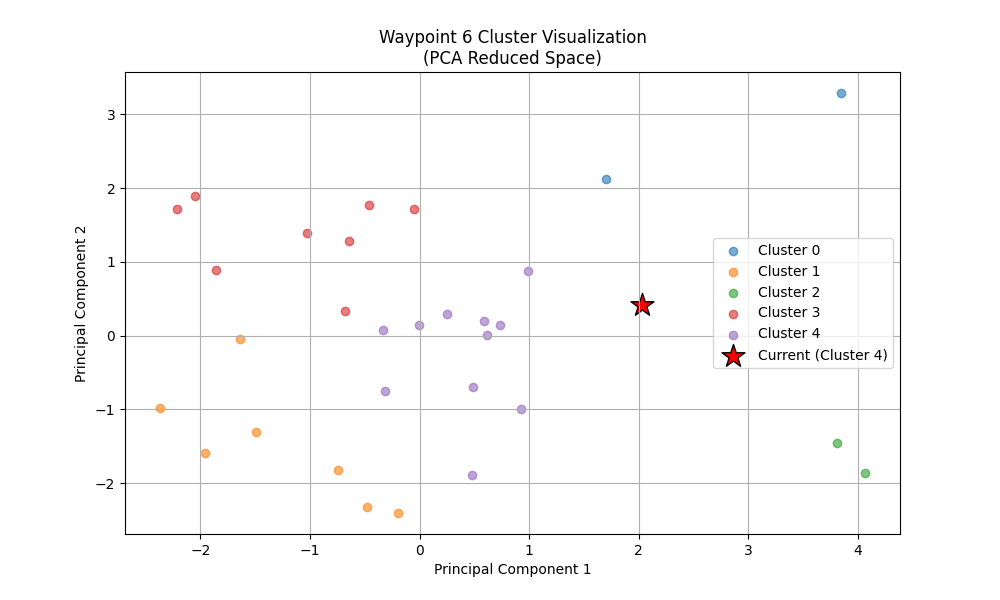 Waypoint 6 Cluster Visualization
(PCA Reduced Space)
Principal Component 2
3
2
1
0
−1
−2
−2
−1
0
1
2
3
4
Principal Component 1
Cluster 0
Cluster 1
Cluster 2
Cluster 3
Cluster 4
Current (Cluster 4)